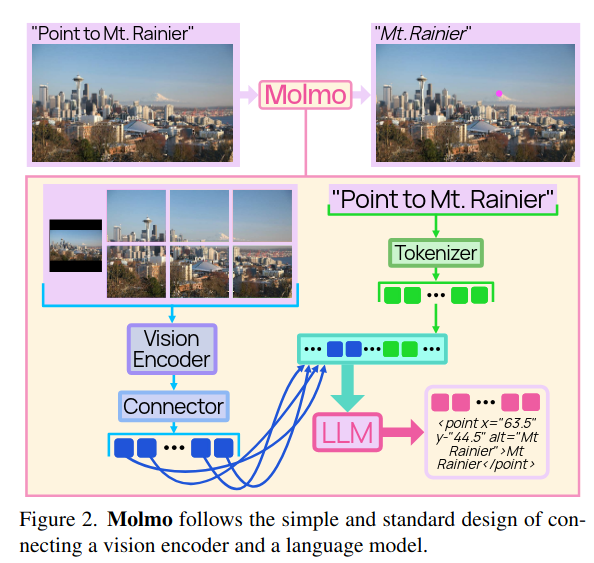 "Point to Mt. Rainier"
Molmo
"Mt. Rainier"
"Point to Mt. Rainier"
Tokenizer
...
Vision
Encoder
... ... ...
Connector
LLM
...
...
<point x="63.5"
y-"44.5" alt="Mt
Rainier">Mt
Rainier</point>
Figure 2. Molmo follows the simple and standard design of con-
necting a vision encoder and a language model.